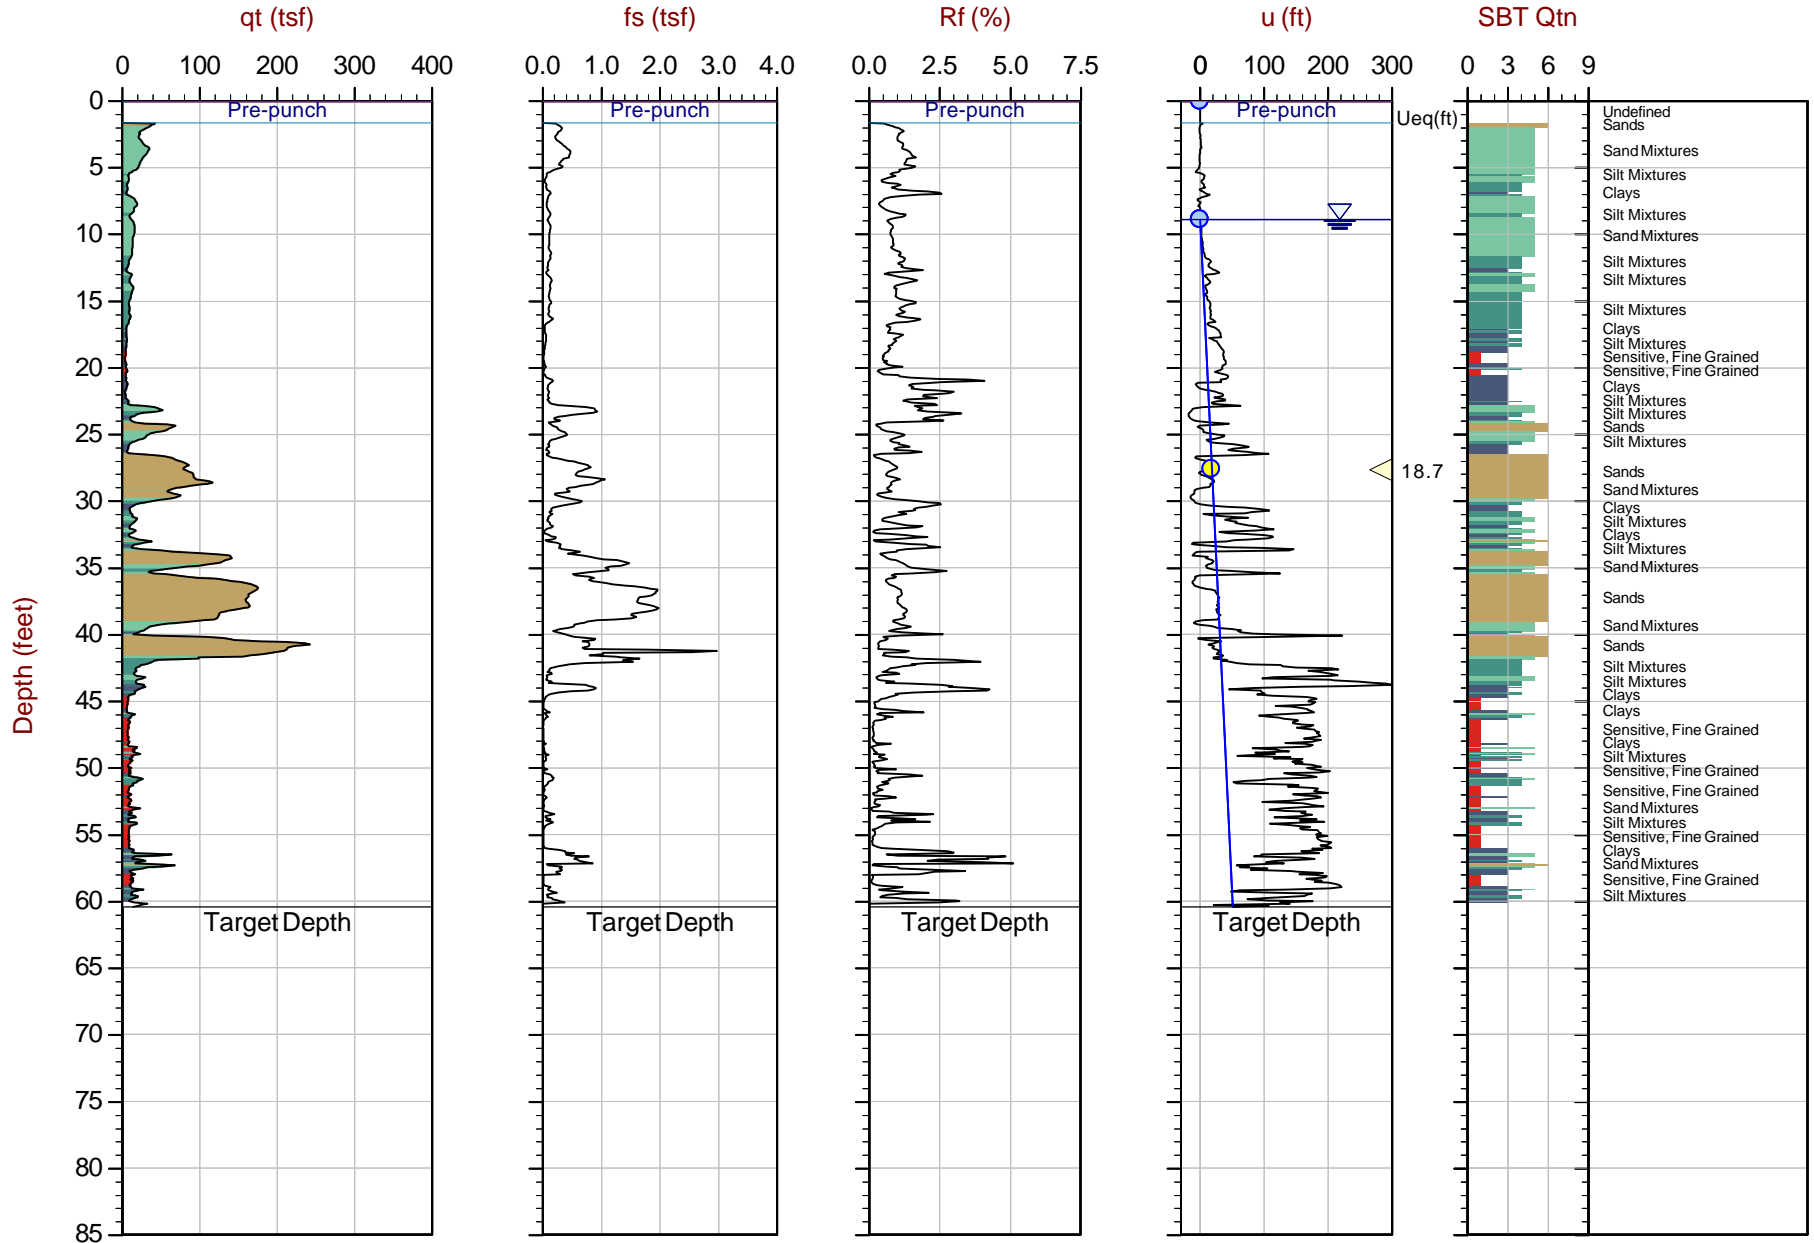 qt (tsf) fs (tsf) Rf (%) u (ft) SBT Qtn
0 100 200 300 400 0.0 1.0 2.0 3.0 4.0 0.0 2.5 5.0 7.5 0 100 200 300 0 3 6 9
0
Pre-punch Pre-punch Pre-punch
Ueq(ft)
Undefined
Sands
Sand Mixtures
5
Silt Mixtures
Clays
Silt Mixtures
10
Sand Mixtures
Silt Mixtures
Silt Mixtures
15
Silt Mixtures
Clays
Silt Mixtures
Sensitive, Fine Grained
20
Sensitive, Fine Grained
Clays
Silt Mixtures
Silt Mixtures
Sands
25
Silt Mixtures
18.7
Sands
Sand Mixtures
30
Clays
Silt Mixtures
Clays
Silt Mixtures
35
Sand Mixtures
Sands
Sand Mixtures
40
Sands
Silt Mixtures
Silt Mixtures
Clays
45
Clays
Sensitive, Fine Grained
Clays
Silt Mixtures
50
Sensitive, Fine Grained
Sensitive, Fine Grained
Sand Mixtures
Silt Mixtures
55
Sensitive, Fine Grained
Clays
Sand Mixtures
Sensitive, Fine Grained
Silt Mixtures
60
Target Depth Target Depth Target Depth Target Depth
65
70
75
80
85
Depth (feet)